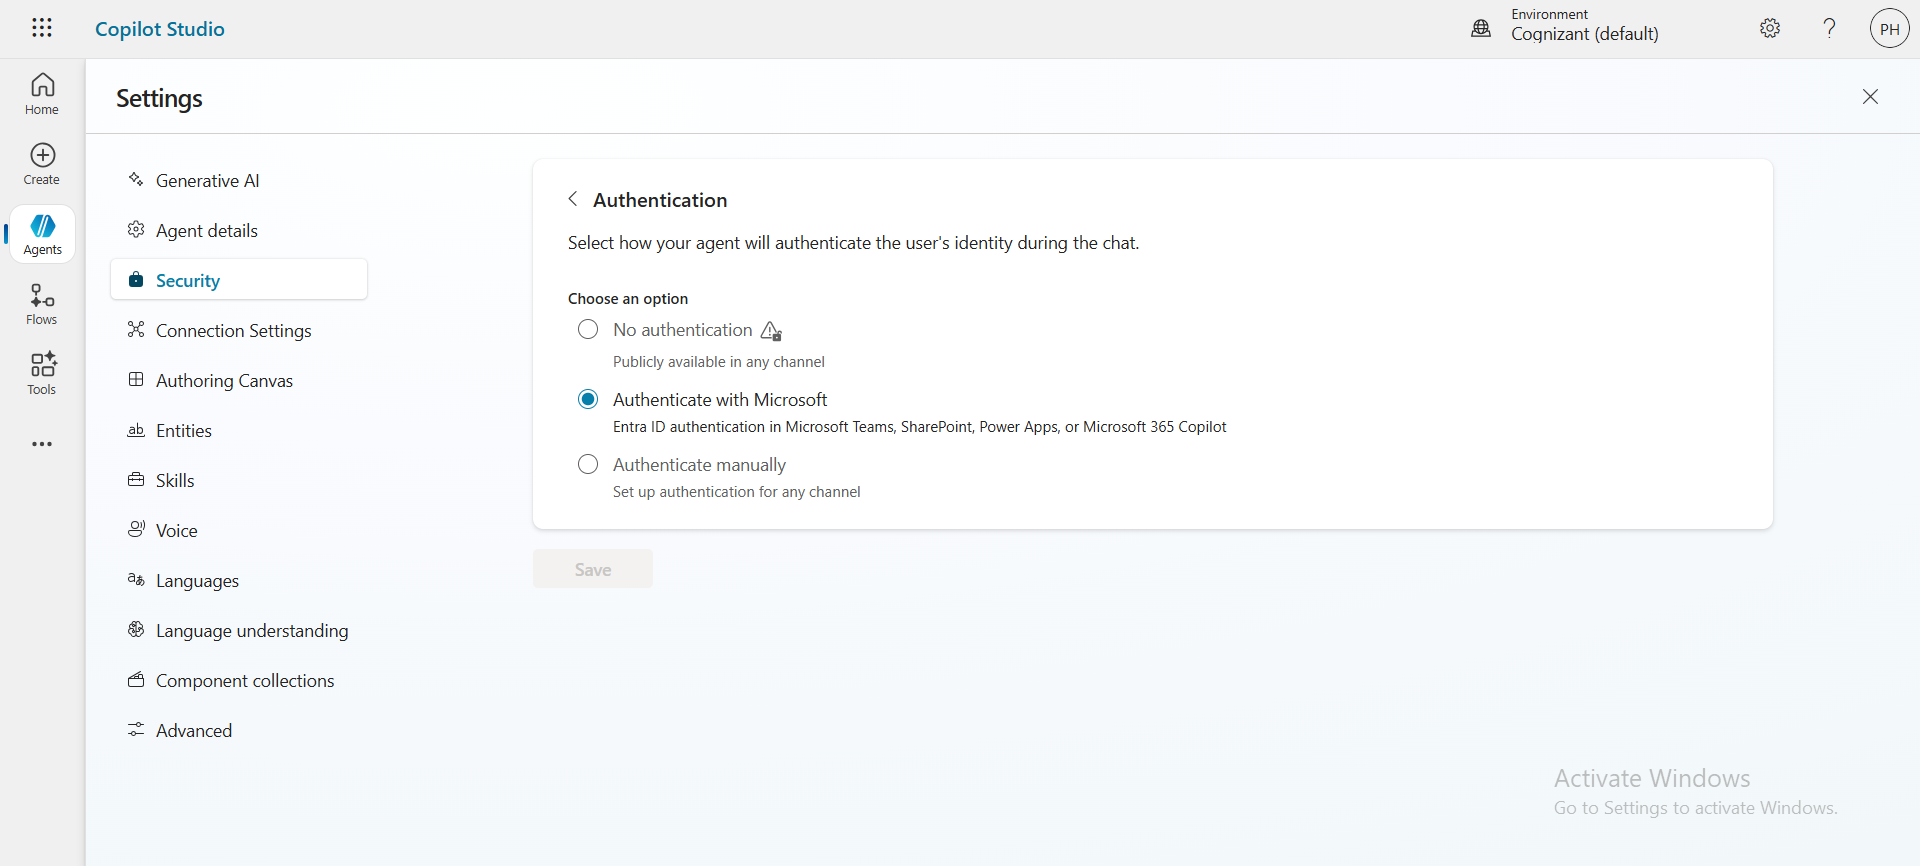 Copilot Studio
Environment
Cognizant (default)
PH
Home
Create
Agents
Flows
Tools
Settings
Generative AI
Agent details
Security
Connection Settings
Authoring Canvas
Entities
Skills
Voice
Languages
Language understanding
Component collections
Advanced
Authentication
Select how your agent will authenticate the user's identity during the chat.
Choose an option
No authentication
Publicly available in any channel
Authenticate with Microsoft
Entra ID authentication in Microsoft Teams, SharePoint, Power Apps, or Microsoft 365 Copilot
Authenticate manually
Set up authentication for any channel
Save
Activate Windows
Go to Settings to activate Windows.